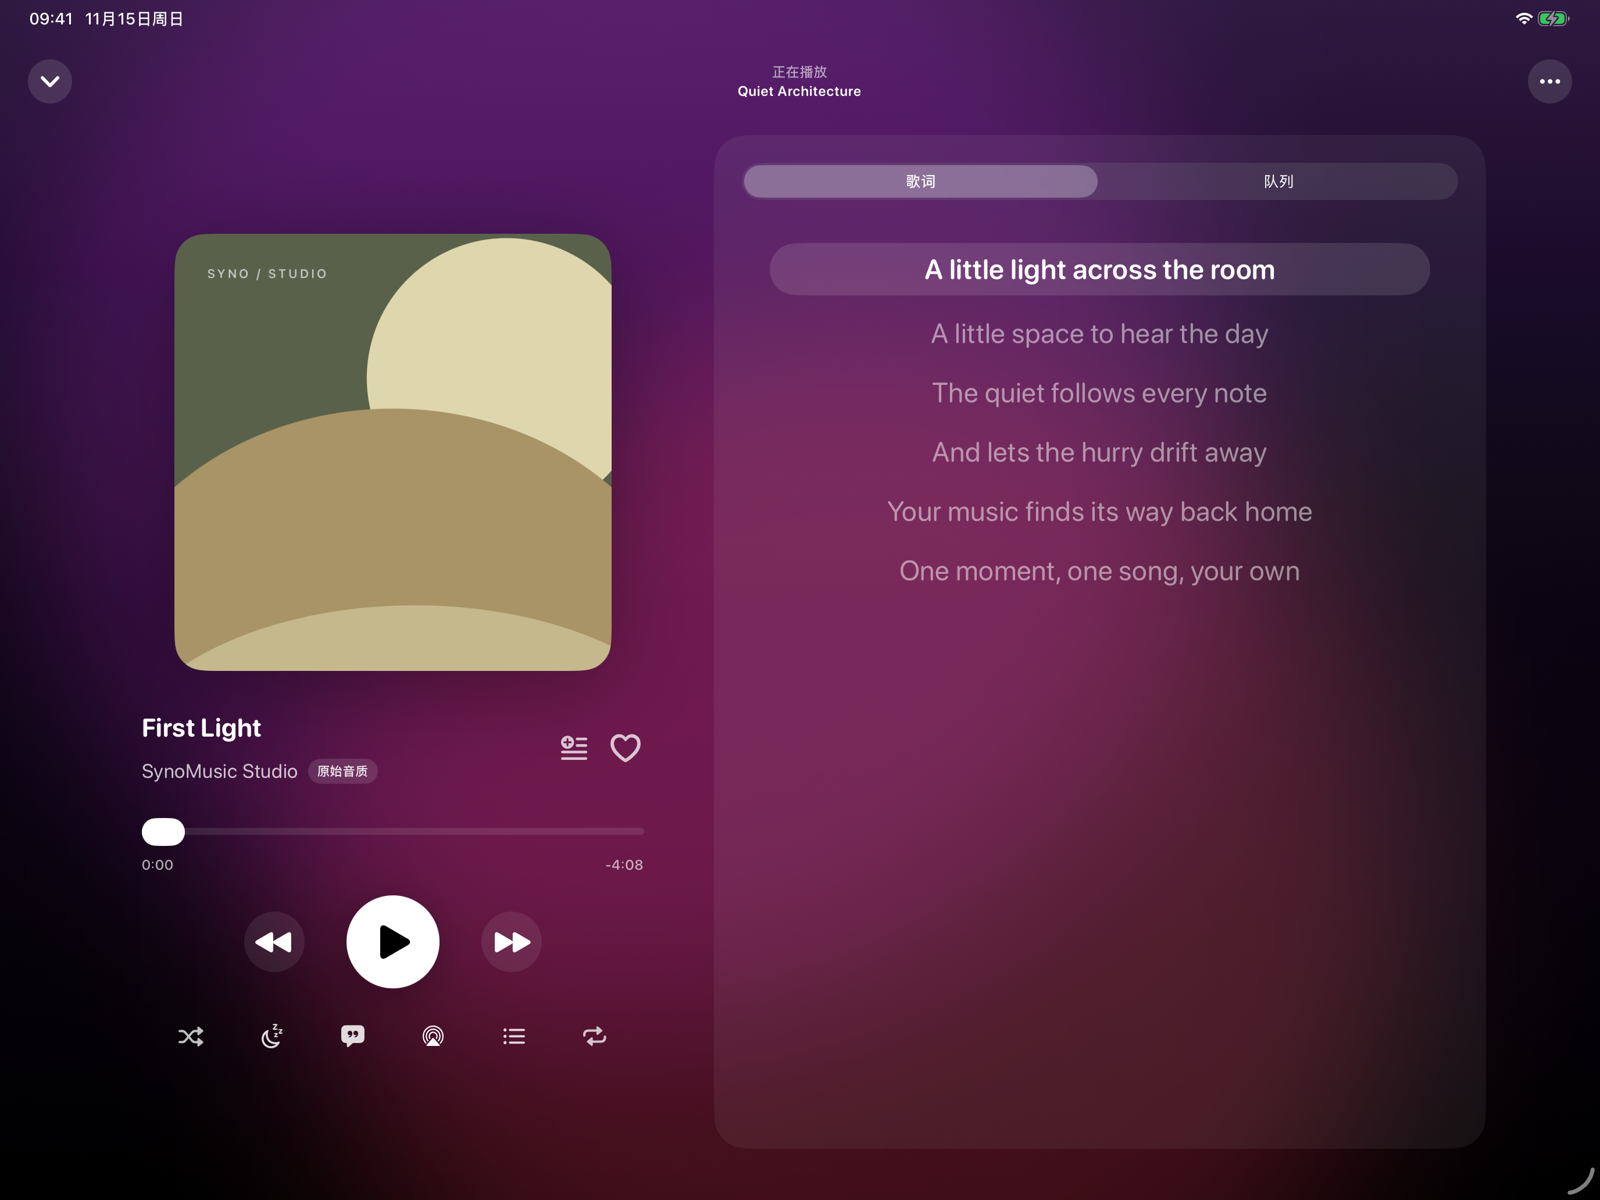 09:41 11月15日周日
正在播放
Quiet Architecture
SYNO / STUDIO
First Light
SynoMusic Studio 原始音质
0:00 -4:08
歌词 队列
A little light across the room
A little space to hear the day
The quiet follows every note
And lets the hurry drift away
Your music finds its way back home
One moment, one song, your own